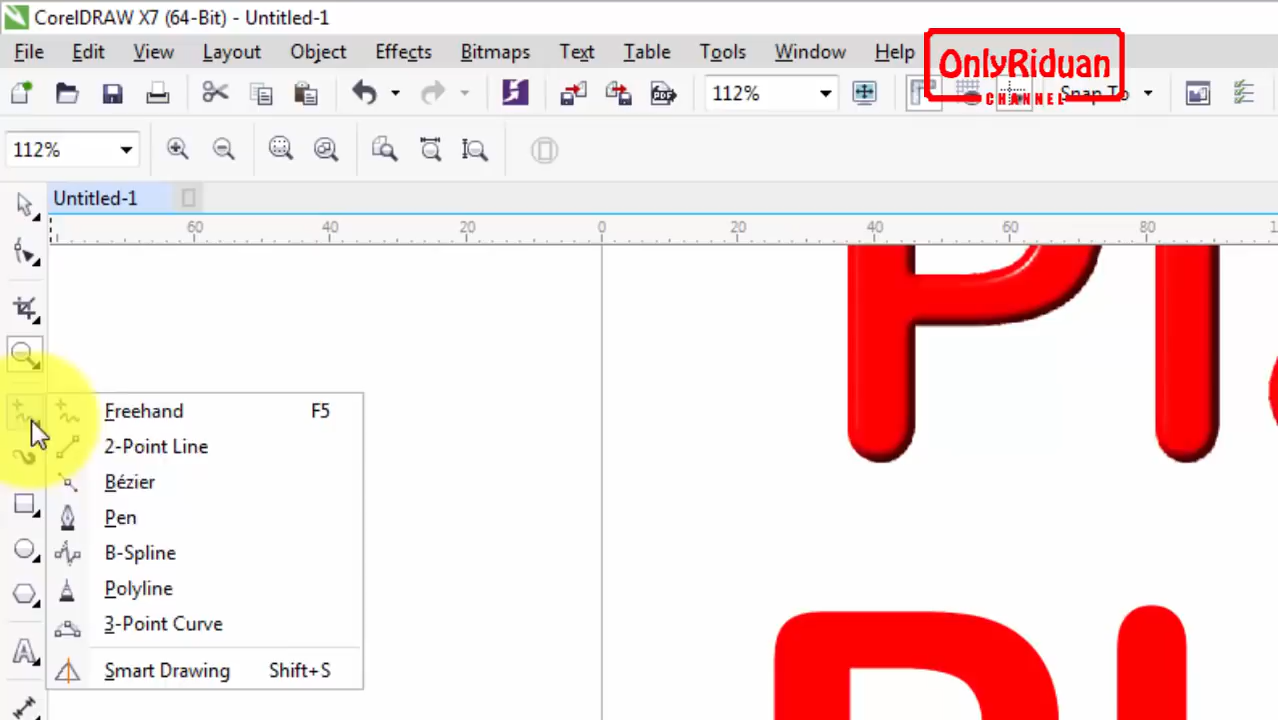 CorelDRAW X7 (64-Bit) - Untitled-1
File Edit View Layout Object Effects Bitmaps Text Table Tools Window Help
OnlyRiduan
CHANNEL
PDF 112% Snap To
112%
Untitled-1
60 40 20 0 20 40 60 80
Freehand F5
2-Point Line
Bézier
Pen
B-Spline
Polyline
3-Point Curve
Smart Drawing Shift+S